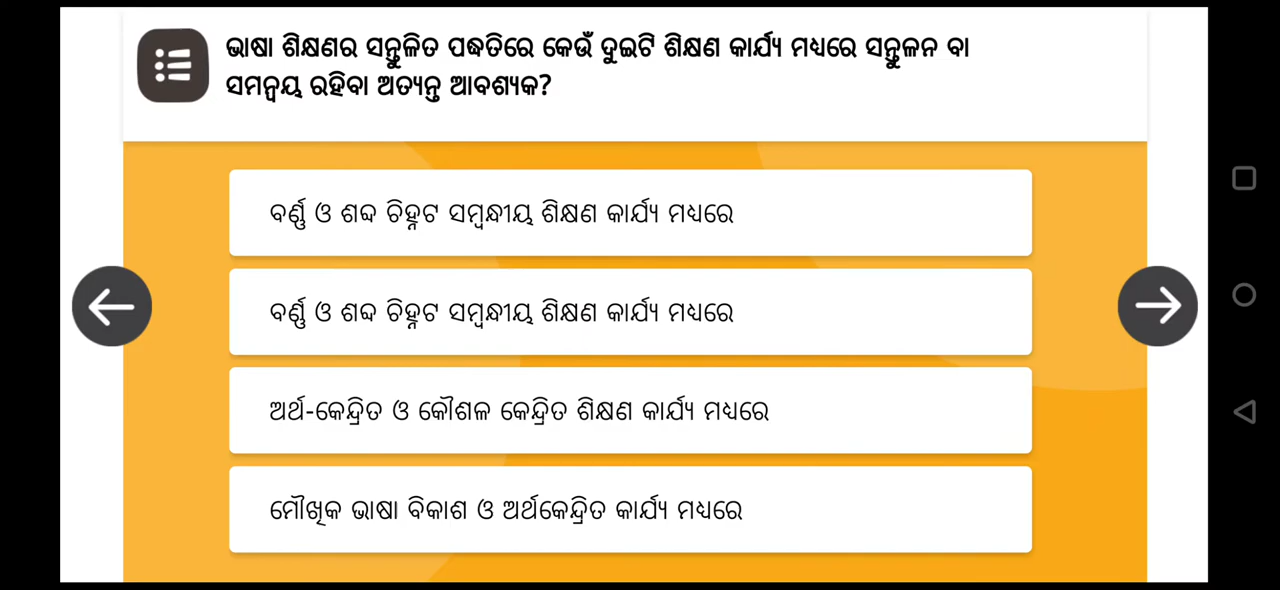 ଭାଷା ଶିକ୍ଷଣର ସନ୍ତୁଳିତ ପଦ୍ଧତିରେ କେଉଁ ଦୁଇଟି ଶିକ୍ଷଣ କାର୍ଯ୍ୟ ମଧ୍ୟରେ ସନ୍ତୁଳନ ବା
ସମନ୍ୱୟ ରହିବା ଅତ୍ୟନ୍ତ ଆବଶ୍ୟକ?
ବର୍ଣ୍ଣ ଓ ଶବ୍ଦ ଚିହ୍ନଟ ସମ୍ବନ୍ଧୀୟ ଶିକ୍ଷଣ କାର୍ଯ୍ୟ ମଧ୍ୟରେ
ବର୍ଣ୍ଣ ଓ ଶବ୍ଦ ଚିହ୍ନଟ ସମ୍ବନ୍ଧୀୟ ଶିକ୍ଷଣ କାର୍ଯ୍ୟ ମଧ୍ୟରେ
ଅର୍ଥ-କେନ୍ଦ୍ରିତ ଓ କୌଶଳ କେନ୍ଦ୍ରିତ ଶିକ୍ଷଣ କାର୍ଯ୍ୟ ମଧ୍ୟରେ
ମୌଖିକ ଭାଷା ବିକାଶ ଓ ଅର୍ଥକେନ୍ଦ୍ରିତ କାର୍ଯ୍ୟ ମଧ୍ୟରେ